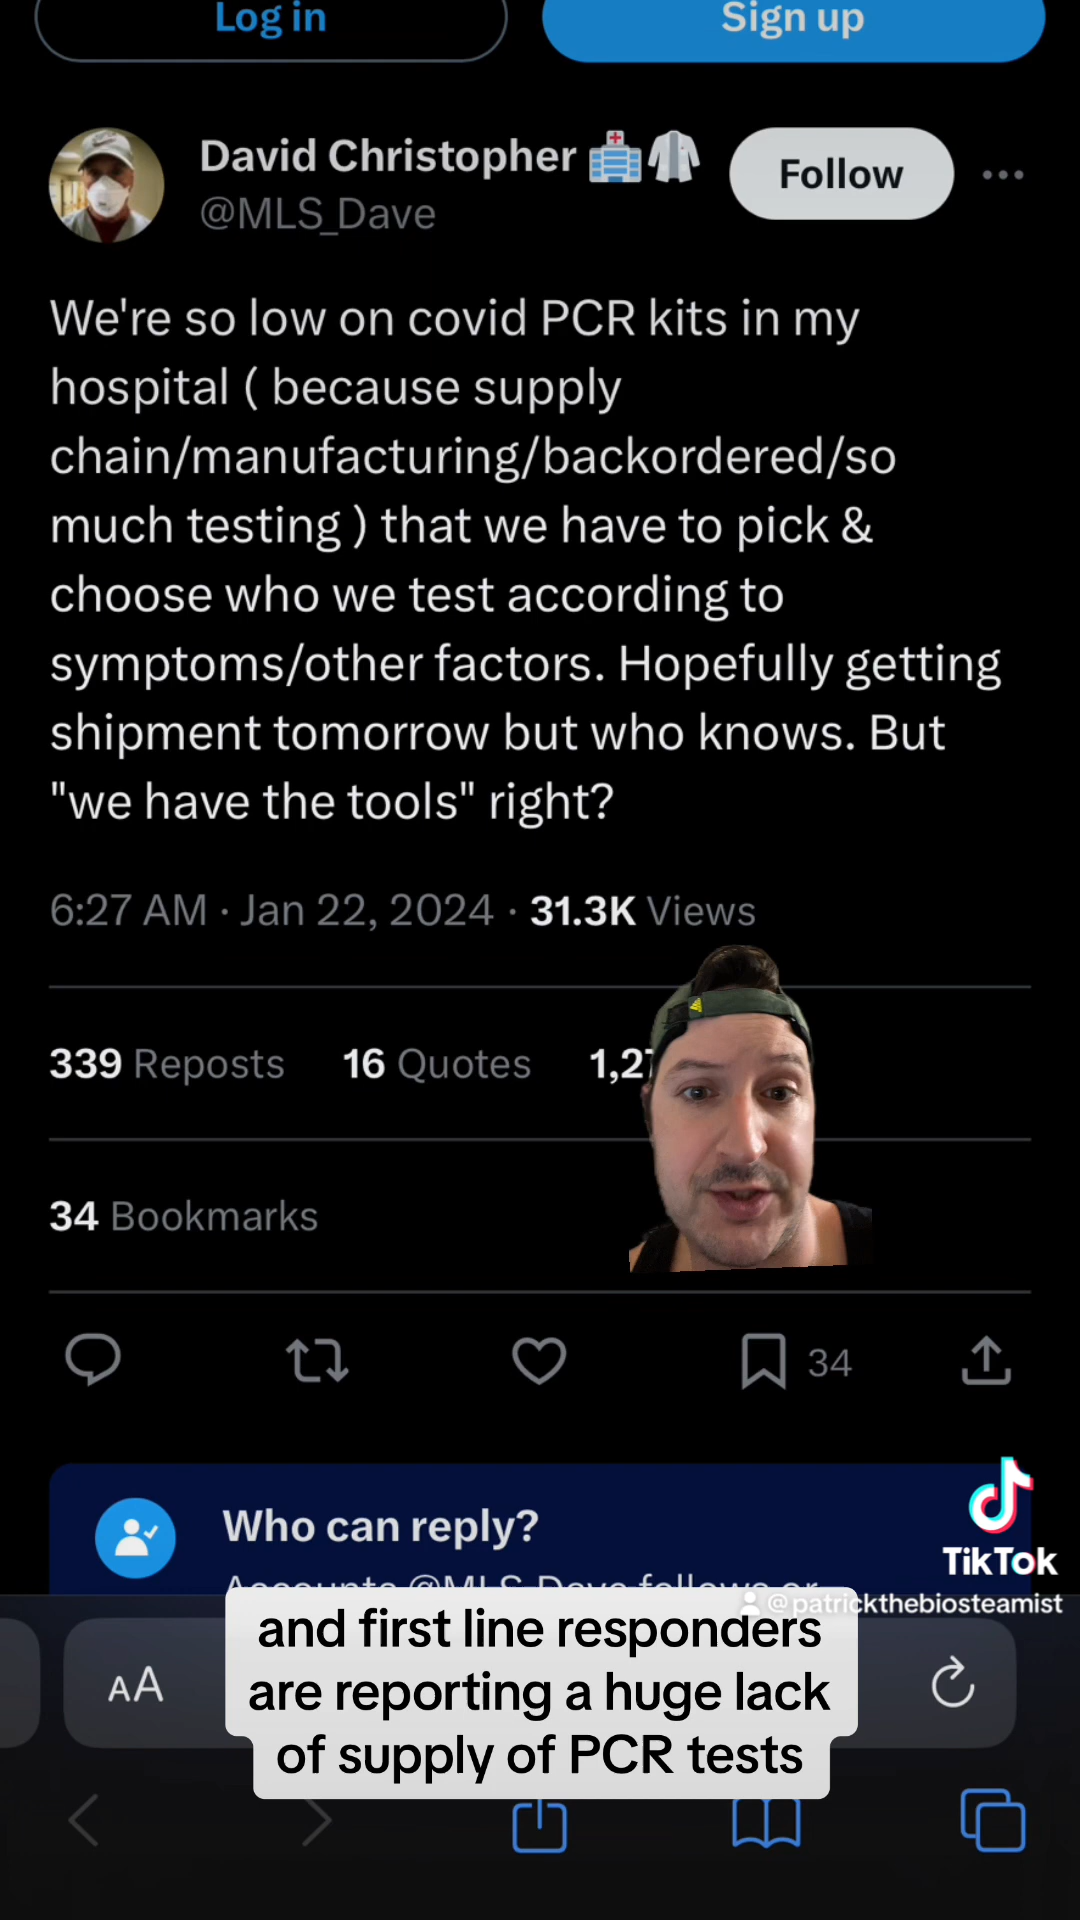 Log in
Sign up
David Christopher
Follow
@MLS_Dave
We're so low on covid PCR kits in my
hospital ( because supply
chain/manufacturing/backordered/so
much testing ) that we have to pick &
choose who we test according to
symptoms/other factors. Hopefully getting
shipment tomorrow but who knows. But
"we have the tools" right?
6:27 AM · Jan 22, 2024 · 31.3K Views
339 Reposts 16 Quotes
34 Bookmarks
34
Who can reply?
TikTok
Accounts @MLS_Dave follows or
@patrickthebiosteamist
and first line responders
are reporting a huge lack
of supply of PCR tests
AA